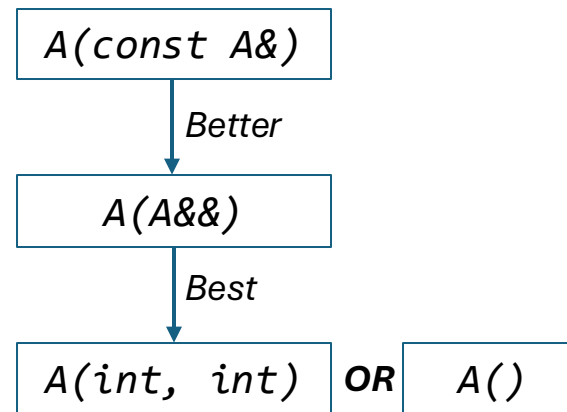 A(const A&)
Better
A(A&&)
Best
A(int, int) OR A()